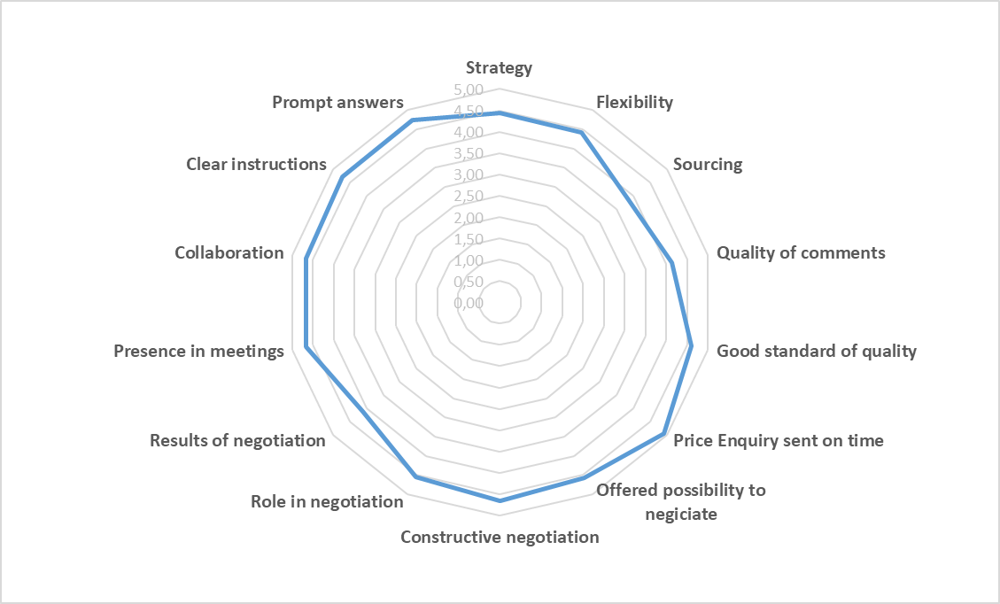 Strategy
Flexibility
Sourcing
Quality of comments
Good standard of quality
Price Enquiry sent on time
Offered possibility to
negiciate
Constructive negotiation
Role in negotiation
Results of negotiation
Presence in meetings
Collaboration
Clear instructions
Prompt answers
5,00
4,50
4,00
3,50
3,00
2,50
2,00
1,50
1,00
0,50
0,00